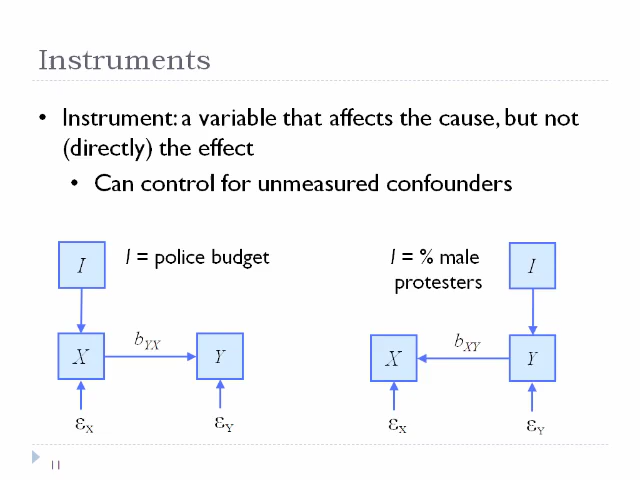 Instruments
• Instrument: a variable that affects the cause, but not
(directly) the effect
• Can control for unmeasured confounders
I
I = police budget
X
b_YX
Y
ε_X
ε_Y
I = % male
protesters
I
X
b_XY
Y
ε_X
ε_Y
11